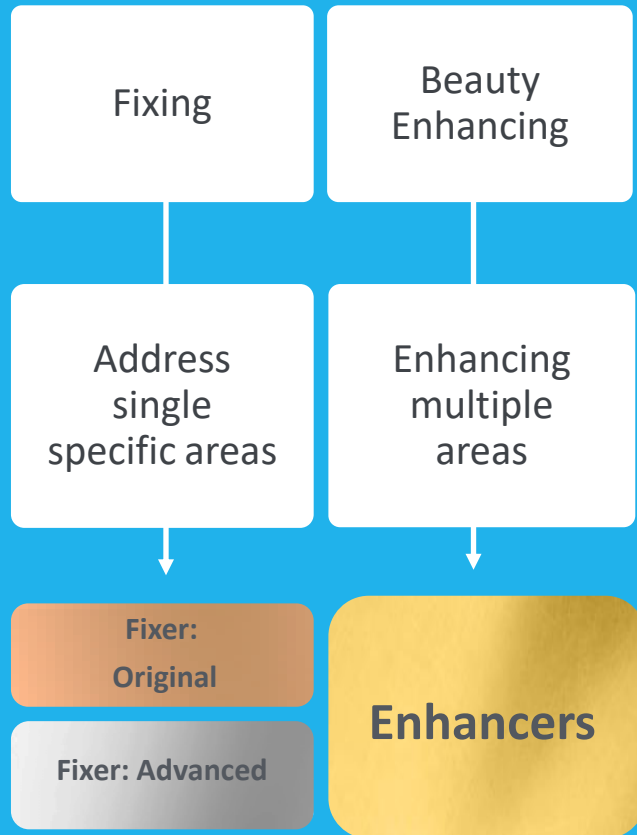 Fixing
Beauty
Enhancing
Address
single
specific areas
Enhancing
multiple
areas
Fixer:
Original
Fixer: Advanced
Enhancers